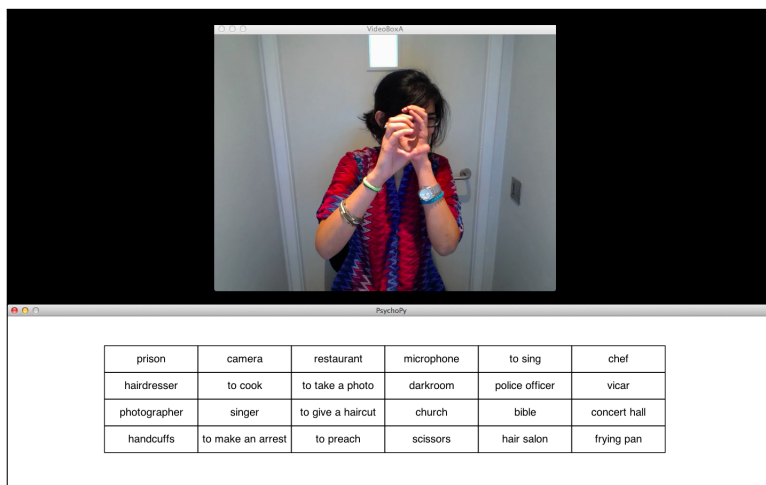 VideoBoxA
PsychoPy
prison camera restaurant microphone to sing chef
hairdresser to cook to take a photo darkroom police officer vicar
photographer singer to give a haircut church bible concert hall
handcuffs to make an arrest to preach scissors hair salon frying pan